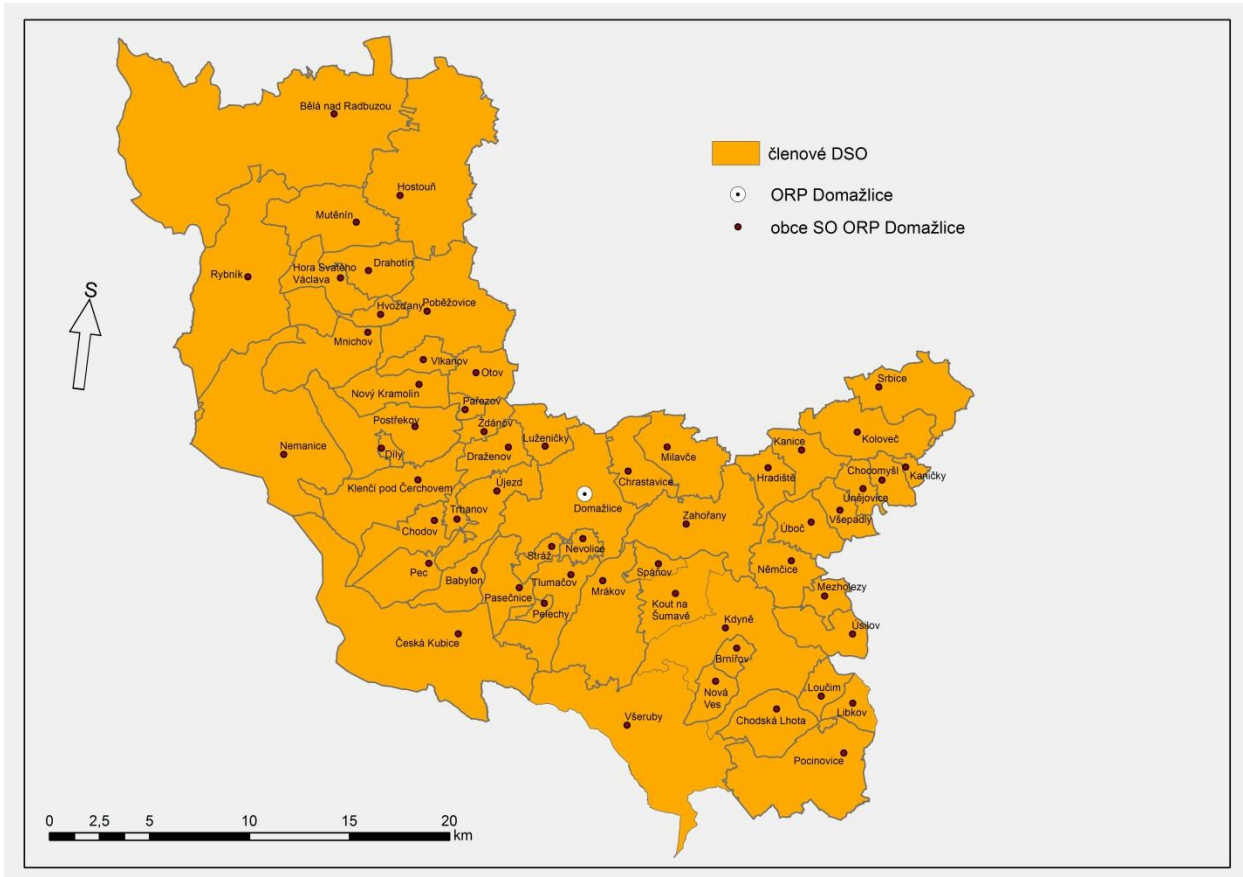 Bělá nad Radbuzou
členové DSO
ORP Domažlice
obce SO ORP Domažlice
Hostouň
Mutěnín
Rybník
Hora Svatého
Václava
Drahotín
S
Hvožďany
Poběžovice
Mnichov
Vlkanov
Otov
Nový Kramolín
Pařezov
Postřekov
Ždánov
Nemanice
Díly
Draženov
Luženičky
Milavče
Srbice
Koloveč
Kanice
Hradiště
Chocomyšl
Kaničky
Únějovice
Všepadly
Úboč
Chrastavice
Klenčí pod Čerchovem
Újezd
Domažlice
Trhanov
Chodov
Zahořany
Stráž
Nevolice
Pec
Babylon
Tlumačov
Pasečnice
Pelechy
Mrákov
Spáňov
Kout na
Šumavě
Němčice
Mezholezy
Úsilov
Kdyně
Česká Kubice
Brnířov
Nová
Ves
Loučim
Libkov
Chodská Lhota
Všeruby
Pocinovice
0 2,5 5 10 15 20
km